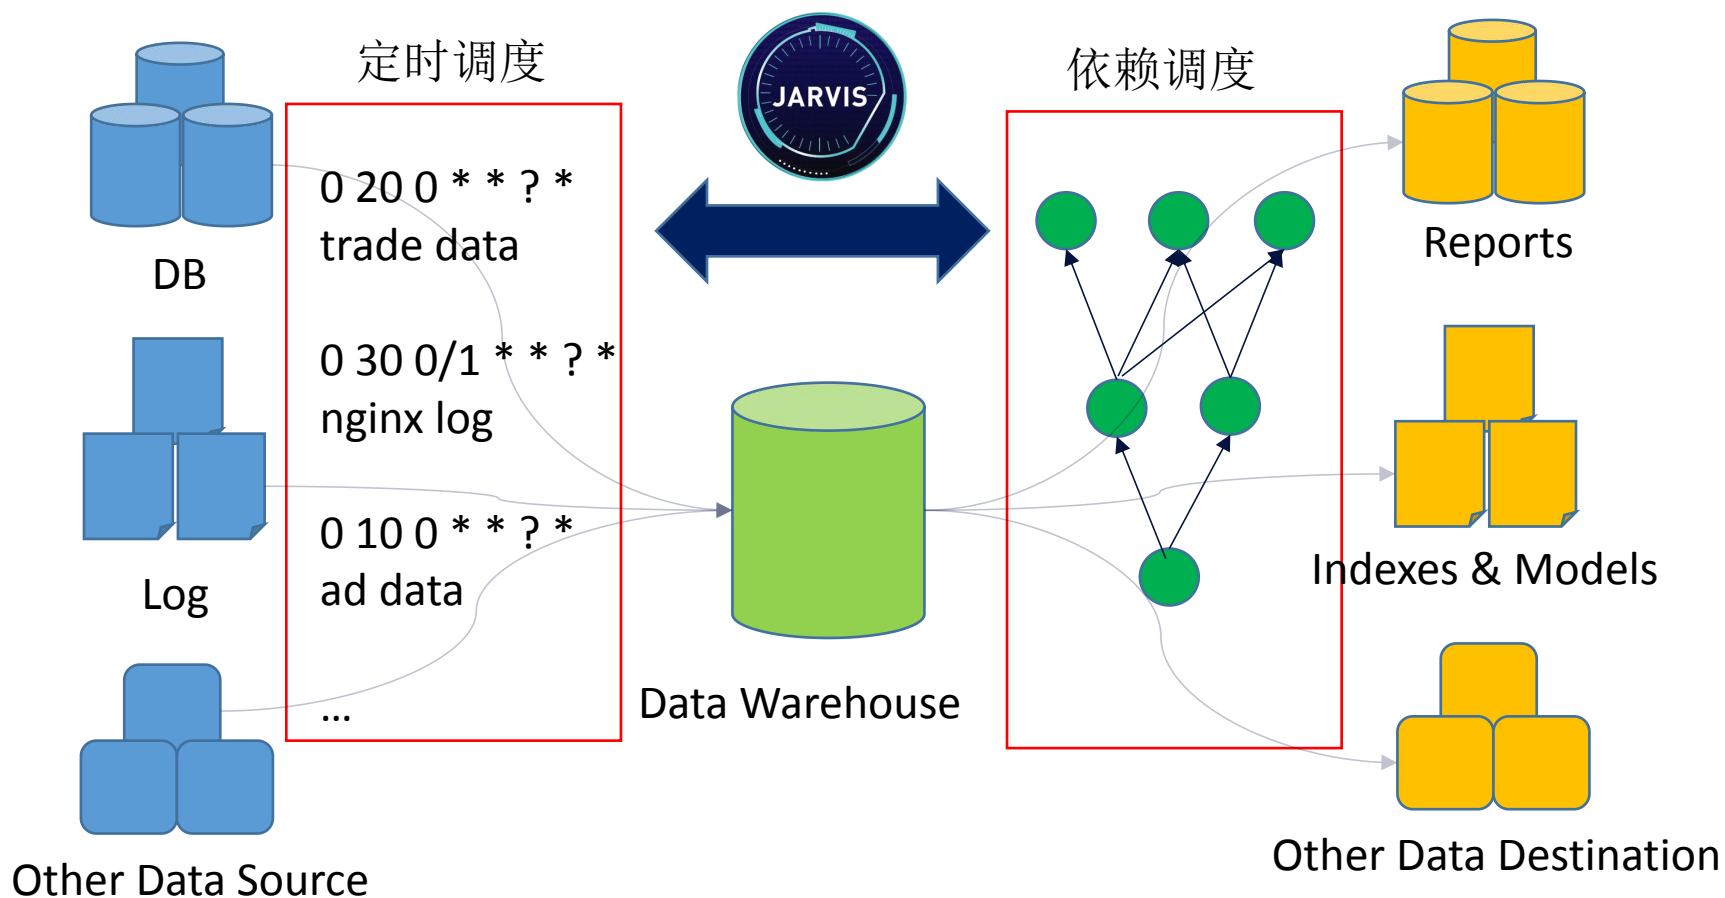 定时调度
JARVIS
依赖调度
0 20 0 * * ? *
trade data
DB
Reports
0 30 0/1 * * ? *
nginx log
0 10 0 * * ? *
ad data
Log
Indexes & Models
...
Data Warehouse
Other Data Source
Other Data Destination